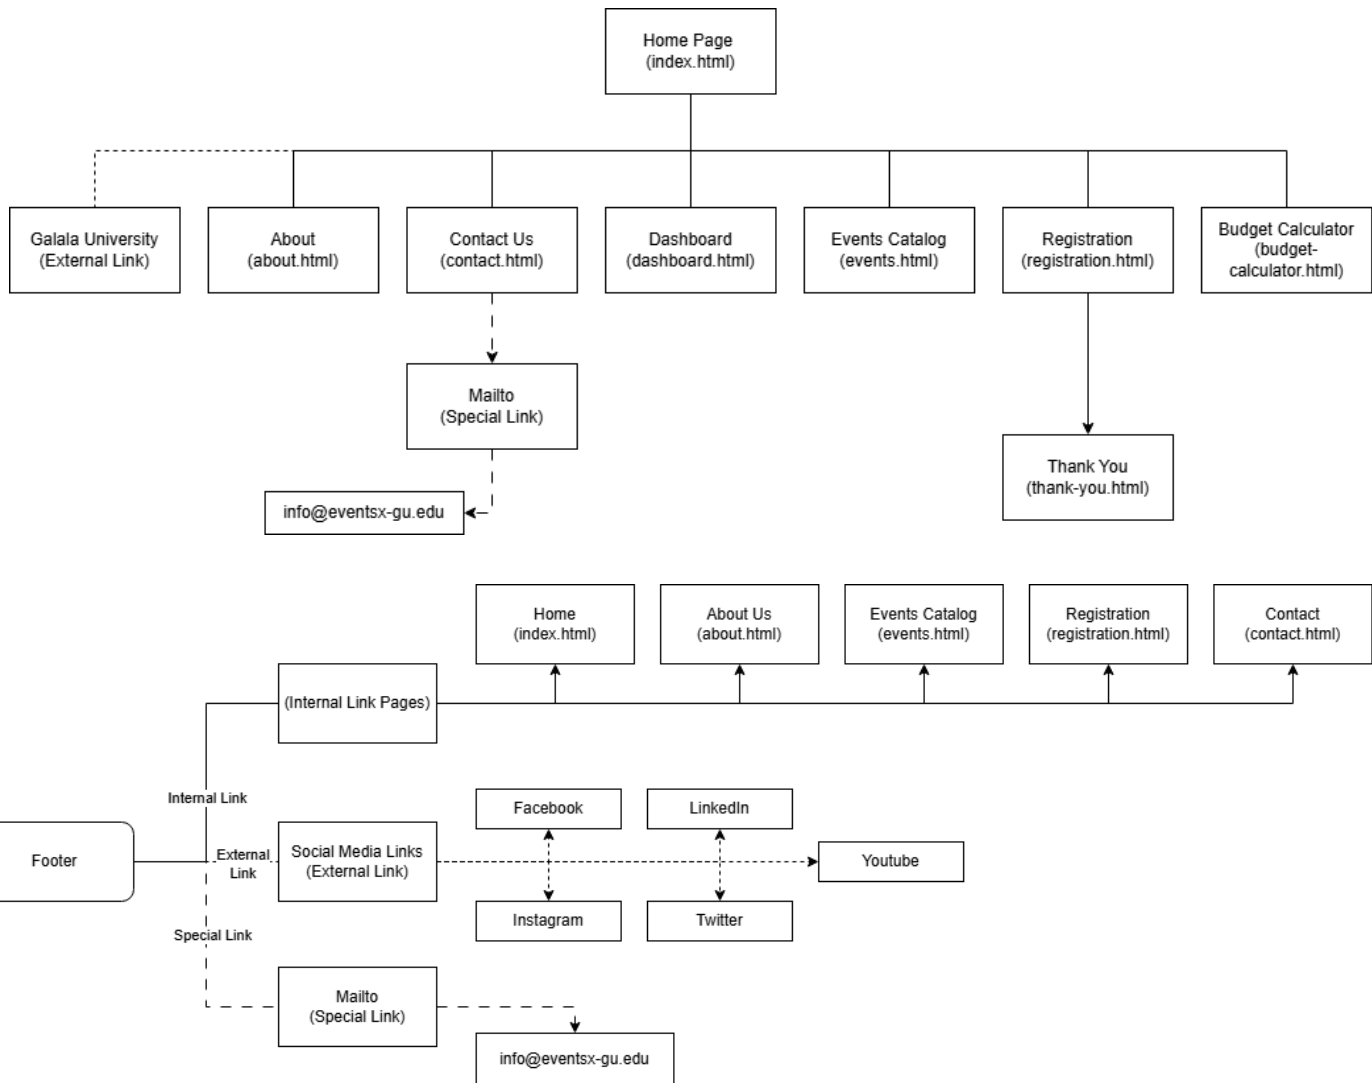 Home Page
(index.html)
Galala University
(External Link)
About
(about.html)
Contact Us
(contact.html)
Dashboard
(dashboard.html)
Events Catalog
(events.html)
Registration
(registration.html)
Budget Calculator
(budget-
calculator.html)
Mailto
(Special Link)
Thank You
(thank-you.html)
info@eventsx-gu.edu
Home
(index.html)
About Us
(about.html)
Events Catalog
(events.html)
Registration
(registration.html)
Contact
(contact.html)
(Internal Link Pages)
Internal Link
Footer
External
Link
Social Media Links
(External Link)
Facebook
LinkedIn
Youtube
Instagram
Twitter
Special Link
Mailto
(Special Link)
info@eventsx-gu.edu